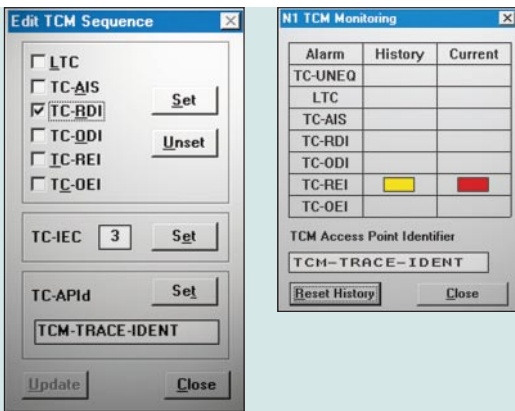 Edit TCM Sequence
LTC
TC-AIS
TC-RDI
TC-ODI
TC-REI
TC-OEI
Set
Unset
TC-IEC 3 Set
TC-APId Set
TCM-TRACE-IDENT
Update Close
N1 TCM Monitoring
Alarm History Current
TC-UNEQ
LTC
TC-AIS
TC-RDI
TC-ODI
TC-REI
TC-OEI
TCM Access Point Identifier
TCM-TRACE-IDENT
Reset History Close